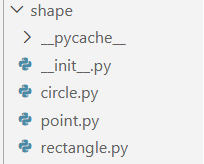 shape
__pycache__
__init__.py
circle.py
point.py
rectangle.py